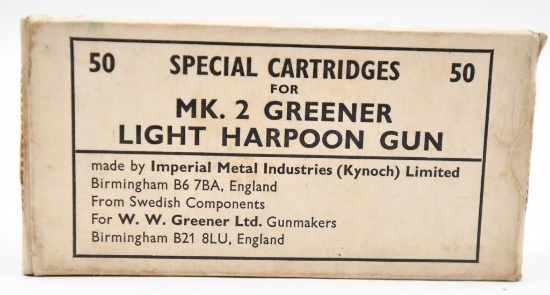 50 SPECIAL CARTRIDGES 50
FOR
MK. 2 GREENER
LIGHT HARPOON GUN
made by Imperial Metal Industries (Kynoch) Limited
Birmingham B6 7BA, England
From Swedish Components
For W. W. Greener Ltd. Gunmakers
Birmingham B21 8LU, England